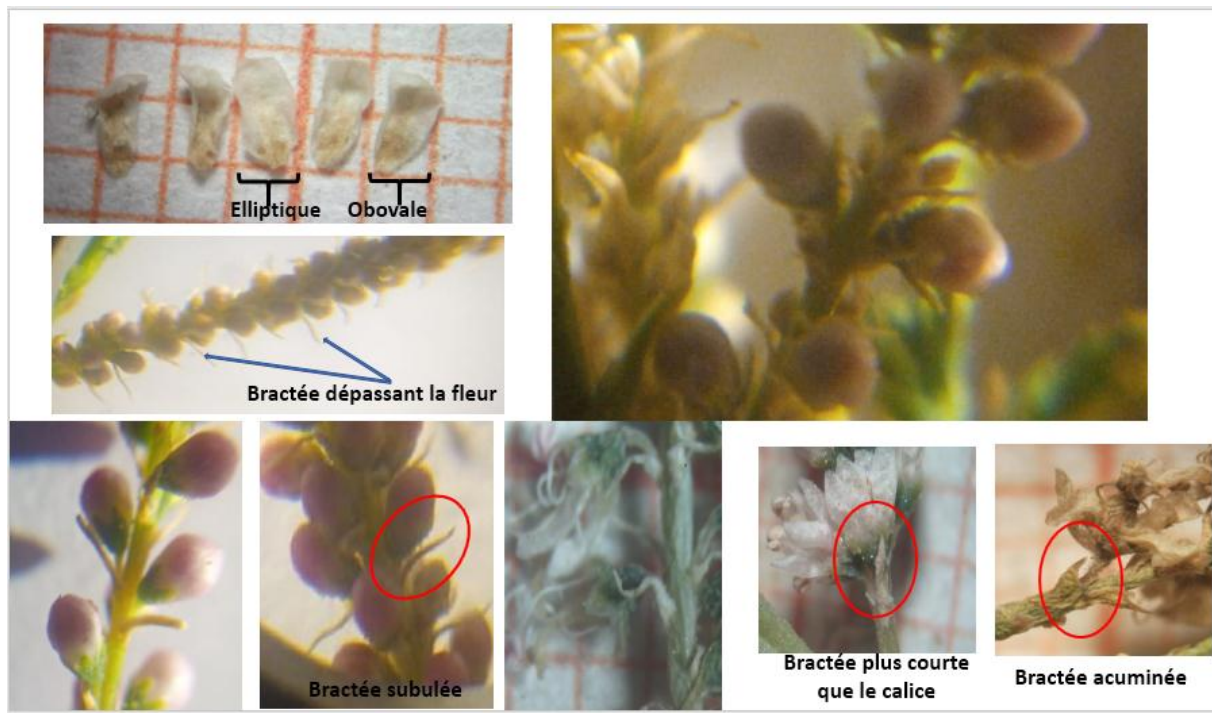 Elliptique Obovale
Bractée dépassant la fleur
Bractée subulée
Bractée plus courte
que le calice
Bractée acuminée